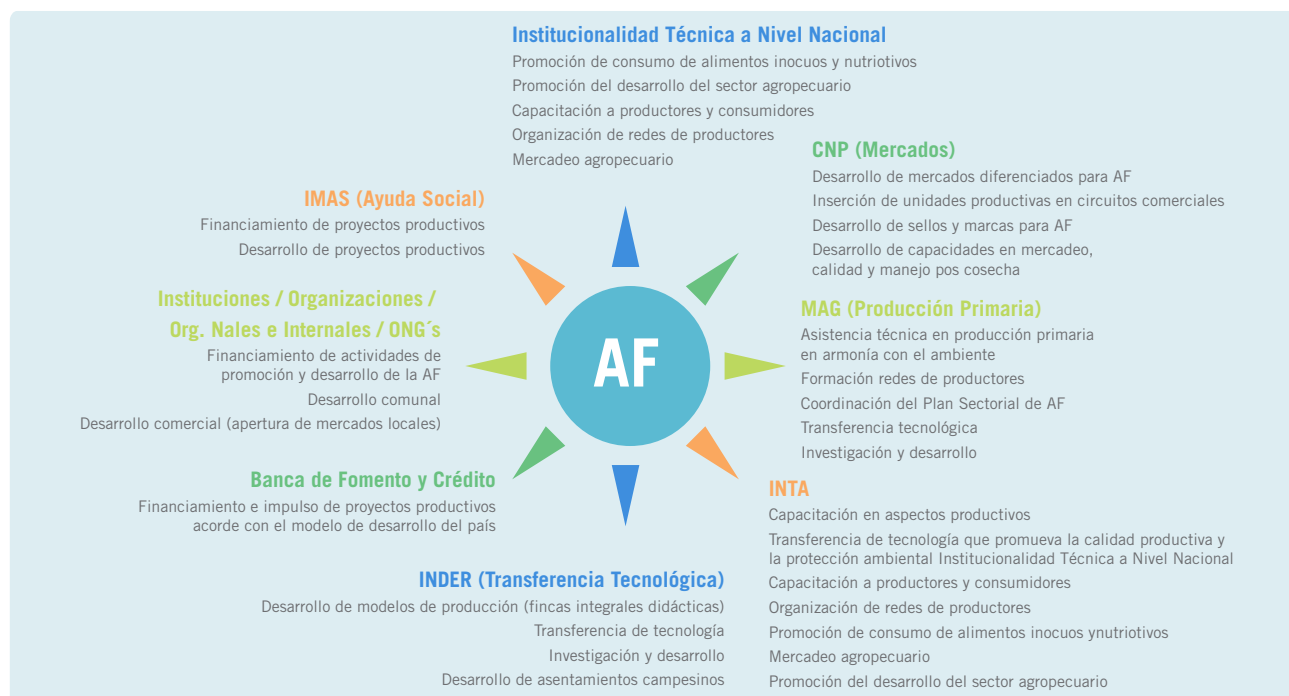 Institucionalidad Técnica a Nivel Nacional
Promoción de consumo de alimentos inocuos y nutriotivos
Promoción del desarrollo del sector agropecuario
Capacitación a productores y consumidores
Organización de redes de productores
Mercadeo agropecuario
CNP (Mercados)
Desarrollo de mercados diferenciados para AF
Inserción de unidades productivas en circuitos comerciales
Desarrollo de sellos y marcas para AF
Desarrollo de capacidades en mercadeo,
calidad y manejo pos cosecha
IMAS (Ayuda Social)
Financiamiento de proyectos productivos
Desarrollo de proyectos productivos
Instituciones / Organizaciones /
Org. Nales e Internales / ONG´s
Financiamiento de actividades de
promoción y desarrollo de la AF
Desarrollo comunal
Desarrollo comercial (apertura de mercados locales)
AF
MAG (Producción Primaria)
Asistencia técnica en producción primaria
en armonía con el ambiente
Formación redes de productores
Coordinación del Plan Sectorial de AF
Transferencia tecnológica
Investigación y desarrollo
Banca de Fomento y Crédito
Financiamiento e impulso de proyectos productivos
acorde con el modelo de desarrollo del país
INTA
Capacitación en aspectos productivos
Transferencia de tecnología que promueva la calidad productiva y
la protección ambiental Institucionalidad Técnica a Nivel Nacional
Capacitación a productores y consumidores
Organización de redes de productores
Promoción de consumo de alimentos inocuos ynutriotivos
Mercadeo agropecuario
Promoción del desarrollo del sector agropecuario
INDER (Transferencia Tecnológica)
Desarrollo de modelos de producción (fincas integrales didácticas)
Transferencia de tecnología
Investigación y desarrollo
Desarrollo de asentamientos campesinos